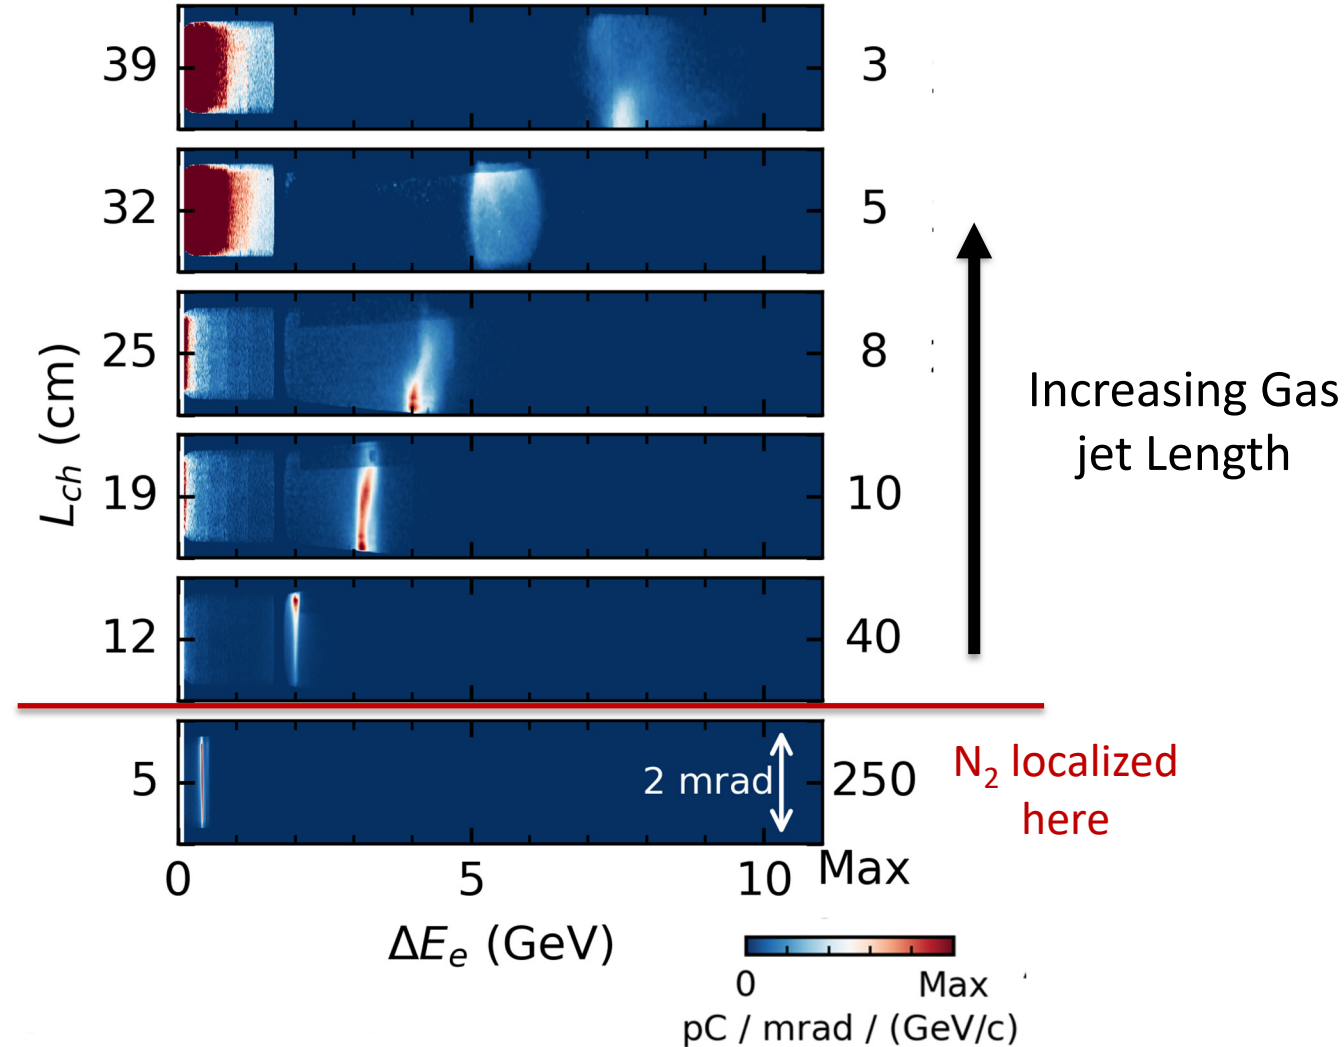 39
3
32
5
25
8
19
10
12
40
5
250
L_ch (cm)
2 mrad
0
5
10
Max
ΔE_e (GeV)
0
Max
pC / mrad / (GeV/c)
Increasing Gas
jet Length
N₂ localized
here